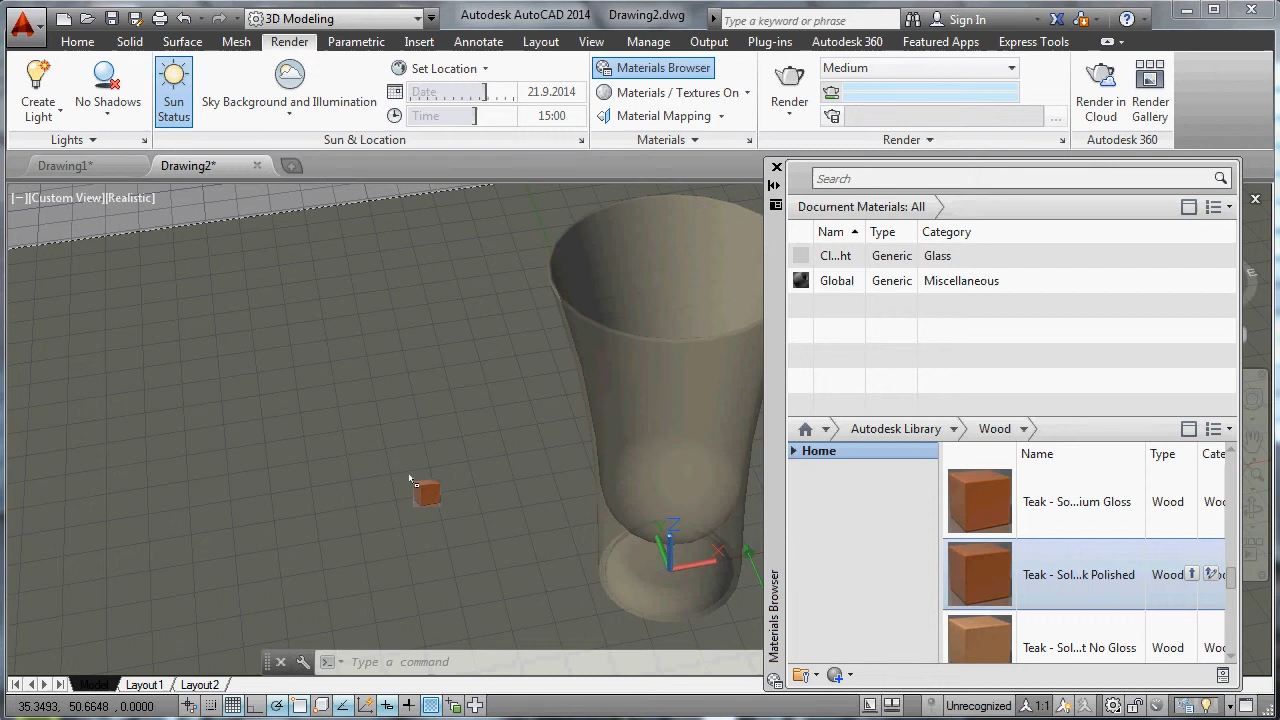 3D Modeling
Autodesk AutoCAD 2014 Drawing2.dwg
Type a keyword or phrase
Sign In
Home Solid Surface Mesh Render Parametric Insert Annotate Layout View Manage Output Plug-ins Autodesk 360 Featured Apps Express Tools
Create Light
No Shadows
Sun Status
Sky Background and Illumination
Set Location
Date 21.9.2014
Time 15:00
Materials Browser
Materials / Textures On
Material Mapping
Render
Medium
Render in Cloud
Render Gallery
Lights Sun & Location Materials Render Autodesk 360
Drawing1* Drawing2*
[−][Custom View][Realistic]
Search
Document Materials: All
Nam Type Category
Cl...ht Generic Glass
Global Generic Miscellaneous
Autodesk Library Wood
Home
Name Type Cate
Teak - So...ium Gloss Wood Wo
Teak - Sol...k Polished Wood
Teak - So...t No Gloss Wood Wo
Materials Browser
Z
X
Type a command
Model Layout1 Layout2
35.3493, 50.6648, 0.0000
Unrecognized 1:1